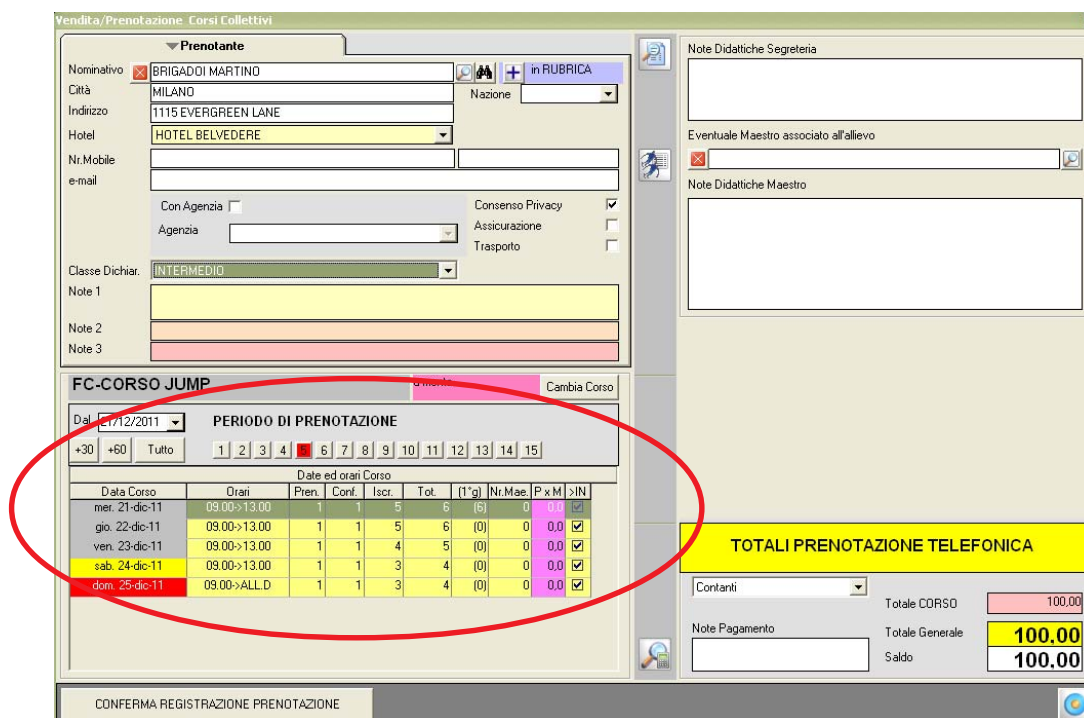 Vendita/Prenotazione Corsi Collettivi
Prenotante
Nominativo BRIGADOI MARTINO in RUBRICA
Città MILANO Nazione
Indirizzo 1115 EVERGREEN LANE
Hotel HOTEL BELVEDERE
Nr.Mobile
e-mail
Con Agenzia Consenso Privacy
Agenzia Assicurazione
Trasporto
Classe Dichiar. INTERMEDIO
Note 1
Note 2
Note 3
FC-CORSO JUMP Cambia Corso
Dal 21/12/2011 PERIODO DI PRENOTAZIONE
+30 +60 Tutto 1 2 3 4 5 6 7 8 9 10 11 12 13 14 15
Date ed orari Corso
Data Corso Orari Pren. Conf. Iscr. Tot. (1°g) Nr.Mae. P x M >IN
mer. 21-dic-11 09.00->13.00 1 1 5 6 (6) 0 0,0
gio. 22-dic-11 09.00->13.00 1 1 5 6 (0) 0 0,0
ven. 23-dic-11 09.00->13.00 1 1 4 5 (0) 0 0,0
sab. 24-dic-11 09.00->13.00 1 1 3 4 (0) 0 0,0
dom. 25-dic-11 09.00->ALL.D 1 1 3 4 (0) 0 0,0
CONFERMA REGISTRAZIONE PRENOTAZIONE
Note Didattiche Segreteria
Eventuale Maestro associato all'allievo
Note Didattiche Maestro
TOTALI PRENOTAZIONE TELEFONICA
Contanti
Totale CORSO 100,00
Note Pagamento
Totale Generale 100,00
Saldo 100,00